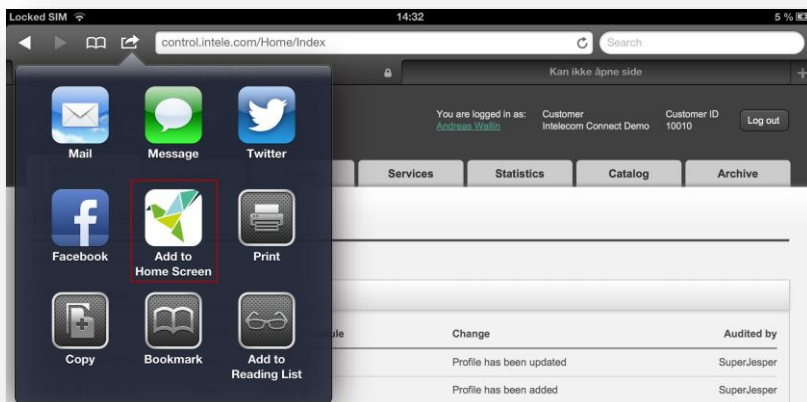 Locked SIM 14:32 5 %
control.intele.com/Home/Index Search
Kan ikke åpne side
You are logged in as: Customer Customer ID
Andreas Wallin Intelecom Connect Demo 10010 Log out
Mail Message Twitter
Services Statistics Catalog Archive
Facebook Add to Home Screen Print
Change Audited by
Copy Bookmark Add to Reading List
Profile has been updated SuperJesper
Profile has been added SuperJesper